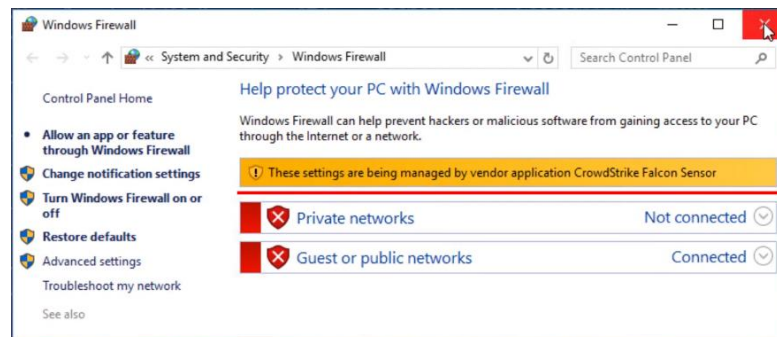 Windows Firewall
« System and Security › Windows Firewall
Search Control Panel
Control Panel Home
Allow an app or feature
through Windows Firewall
Change notification settings
Turn Windows Firewall on or
off
Restore defaults
Advanced settings
Troubleshoot my network
See also
Help protect your PC with Windows Firewall
Windows Firewall can help prevent hackers or malicious software from gaining access to your PC
through the Internet or a network.
These settings are being managed by vendor application CrowdStrike Falcon Sensor
Private networks Not connected
Guest or public networks Connected